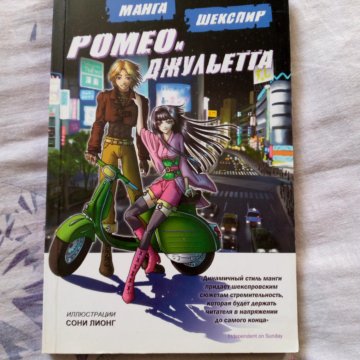 МАНГА ШЕКСПИР
РОМЕО и
ДЖУЛЬЕТТА
«Динамичный стиль манги
придаёт шекспировским
сюжетам стремительность,
которая будет держать
читателя в напряжении
до самого конца»
Independent on Sunday
ИЛЛЮСТРАЦИИ
СОНИ ЛИОНГ